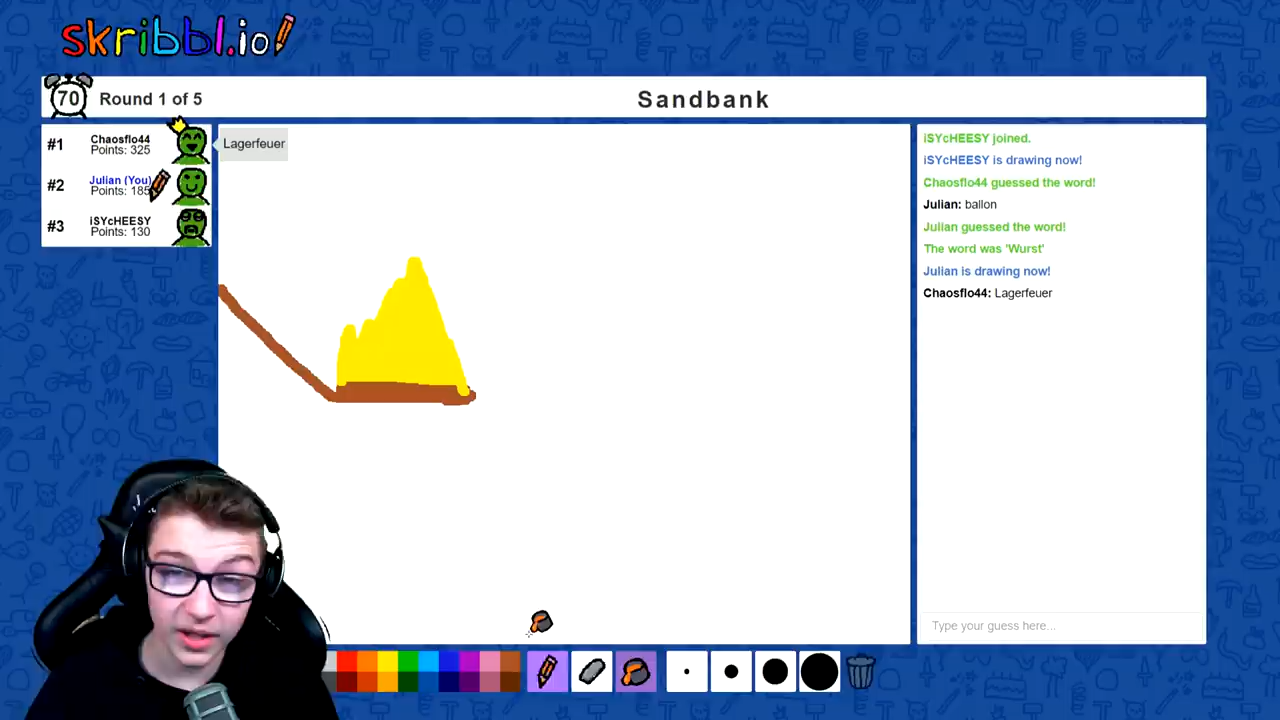 skribbl.io
70
Round 1 of 5
Sandbank
#1
Chaosflo44
Points: 325
Lagerfeuer
#2
Julian (You)
Points: 185
#3
iSYcHEESY
Points: 130
iSYcHEESY joined.
iSYcHEESY is drawing now!
Chaosflo44 guessed the word!
Julian: ballon
Julian guessed the word!
The word was 'Wurst'
Julian is drawing now!
Chaosflo44: Lagerfeuer
Type your guess here...